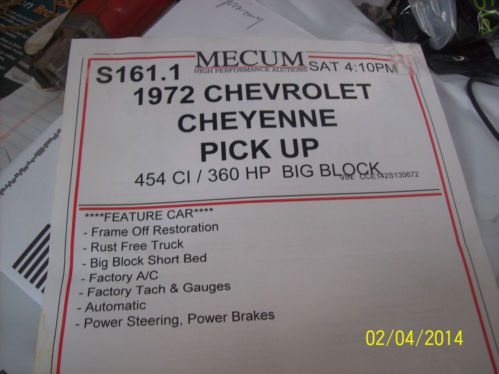 MECUM
HIGH PERFORMANCE AUCTIONS
S161.1
SAT 4:10PM
1972 CHEVROLET
CHEYENNE
PICK UP
454 CI / 360 HP BIG BLOCK
VIN: CCE142S130672
****FEATURE CAR****
- Frame Off Restoration
- Rust Free Truck
- Big Block Short Bed
- Factory A/C
- Factory Tach & Gauges
- Automatic
- Power Steering, Power Brakes
02/04/2014